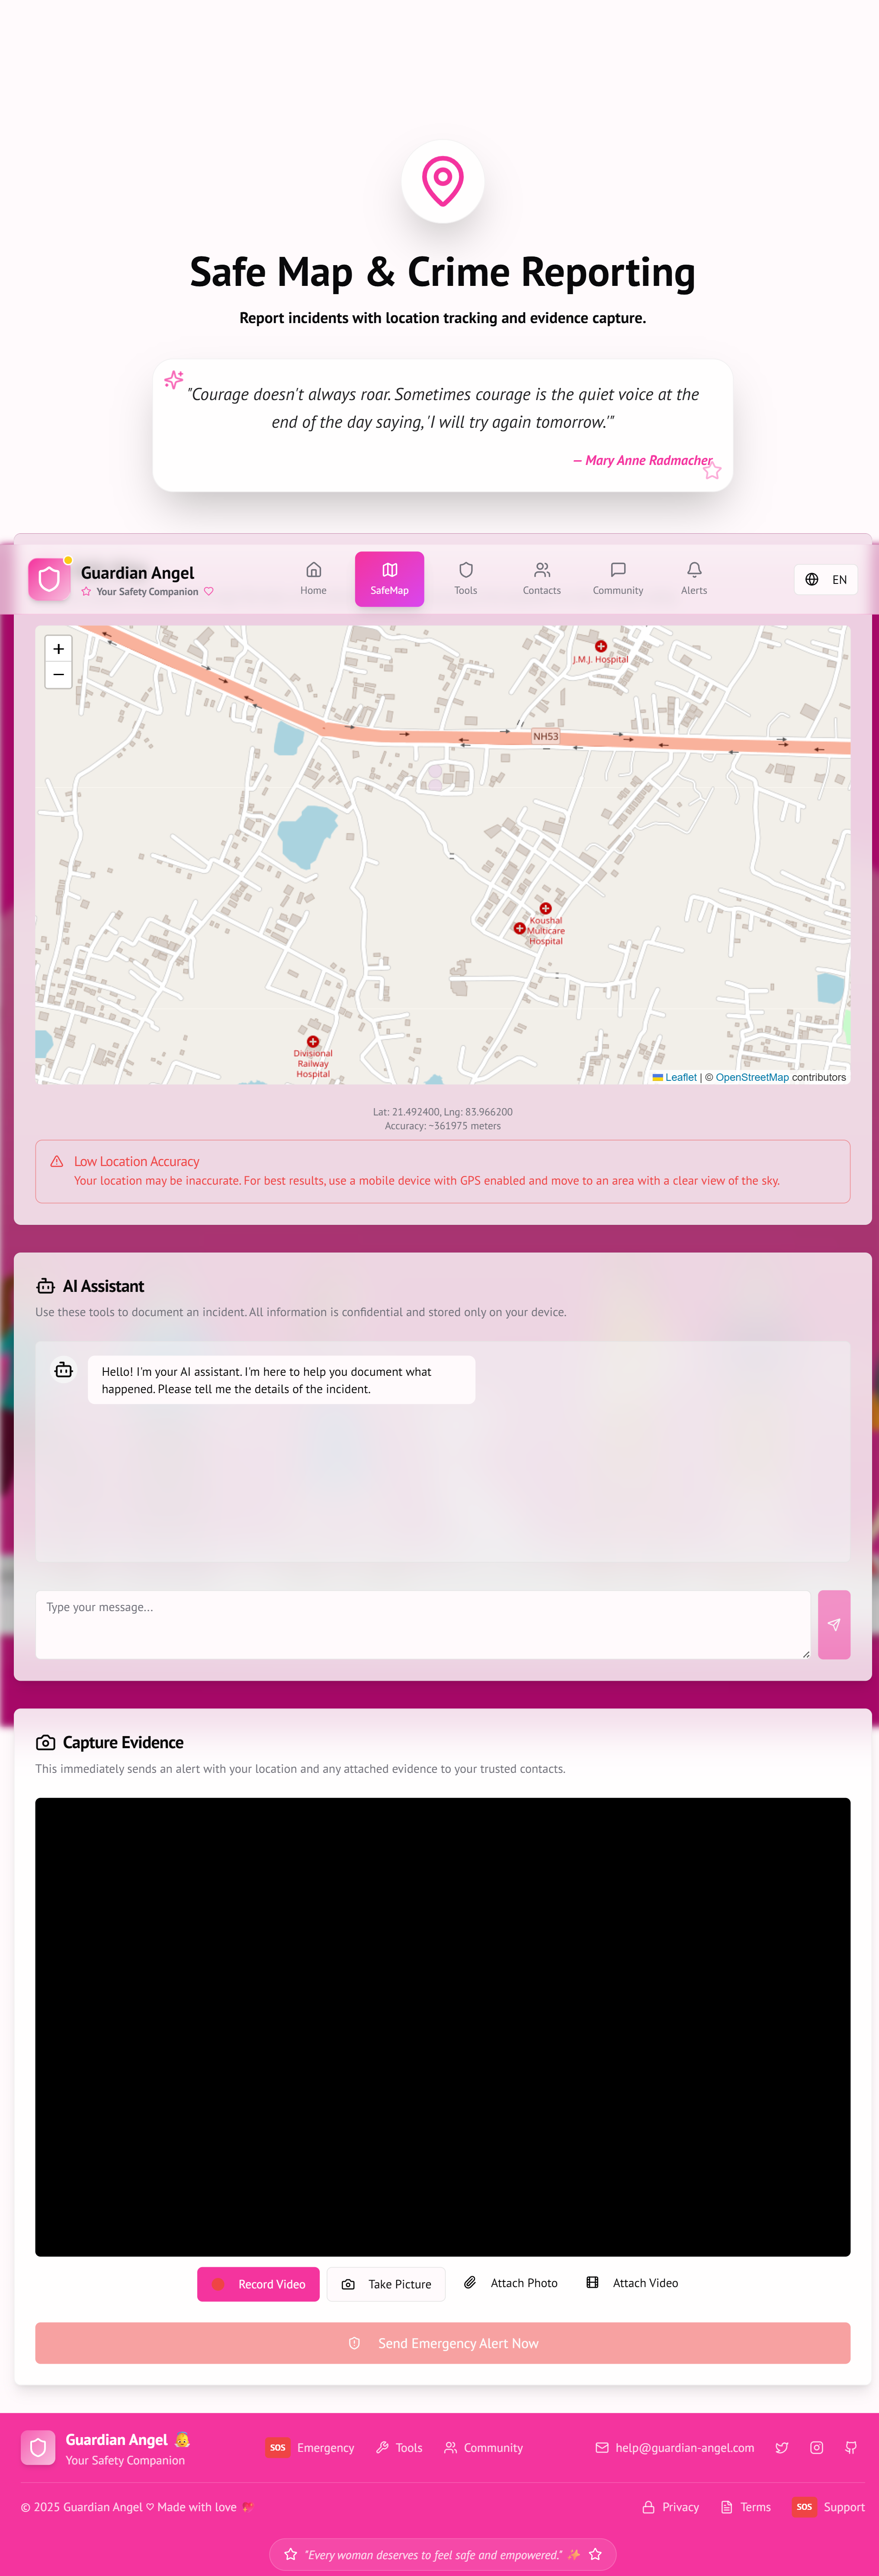 Safe Map & Crime Reporting
Report incidents with location tracking and evidence capture.
"Courage doesn't always roar. Sometimes courage is the quiet voice at the
end of the day saying, 'I will try again tomorrow.'"
— Mary Anne Radmacher
Guardian Angel
Your Safety Companion
Home
SafeMap
Tools
Contacts
Community
Alerts
EN
+
−
J.M.J. Hospital
NH53
Koushal
Multicare
Hospital
Divisional
Railway
Hospital
Leaflet | © OpenStreetMap contributors
Lat: 21.492400, Lng: 83.966200
Accuracy: ~361975 meters
Low Location Accuracy
Your location may be inaccurate. For best results, use a mobile device with GPS enabled and move to an area with a clear view of the sky.
AI Assistant
Use these tools to document an incident. All information is confidential and stored only on your device.
Hello! I'm your AI assistant. I'm here to help you document what
happened. Please tell me the details of the incident.
Type your message...
Capture Evidence
This immediately sends an alert with your location and any attached evidence to your trusted contacts.
Record Video
Take Picture
Attach Photo
Attach Video
Send Emergency Alert Now
Guardian Angel
Your Safety Companion
SOS Emergency
Tools
Community
help@guardian-angel.com
© 2025 Guardian Angel ♡ Made with love 💖
Privacy
Terms
SOS Support
"Every woman deserves to feel safe and empowered." ✨